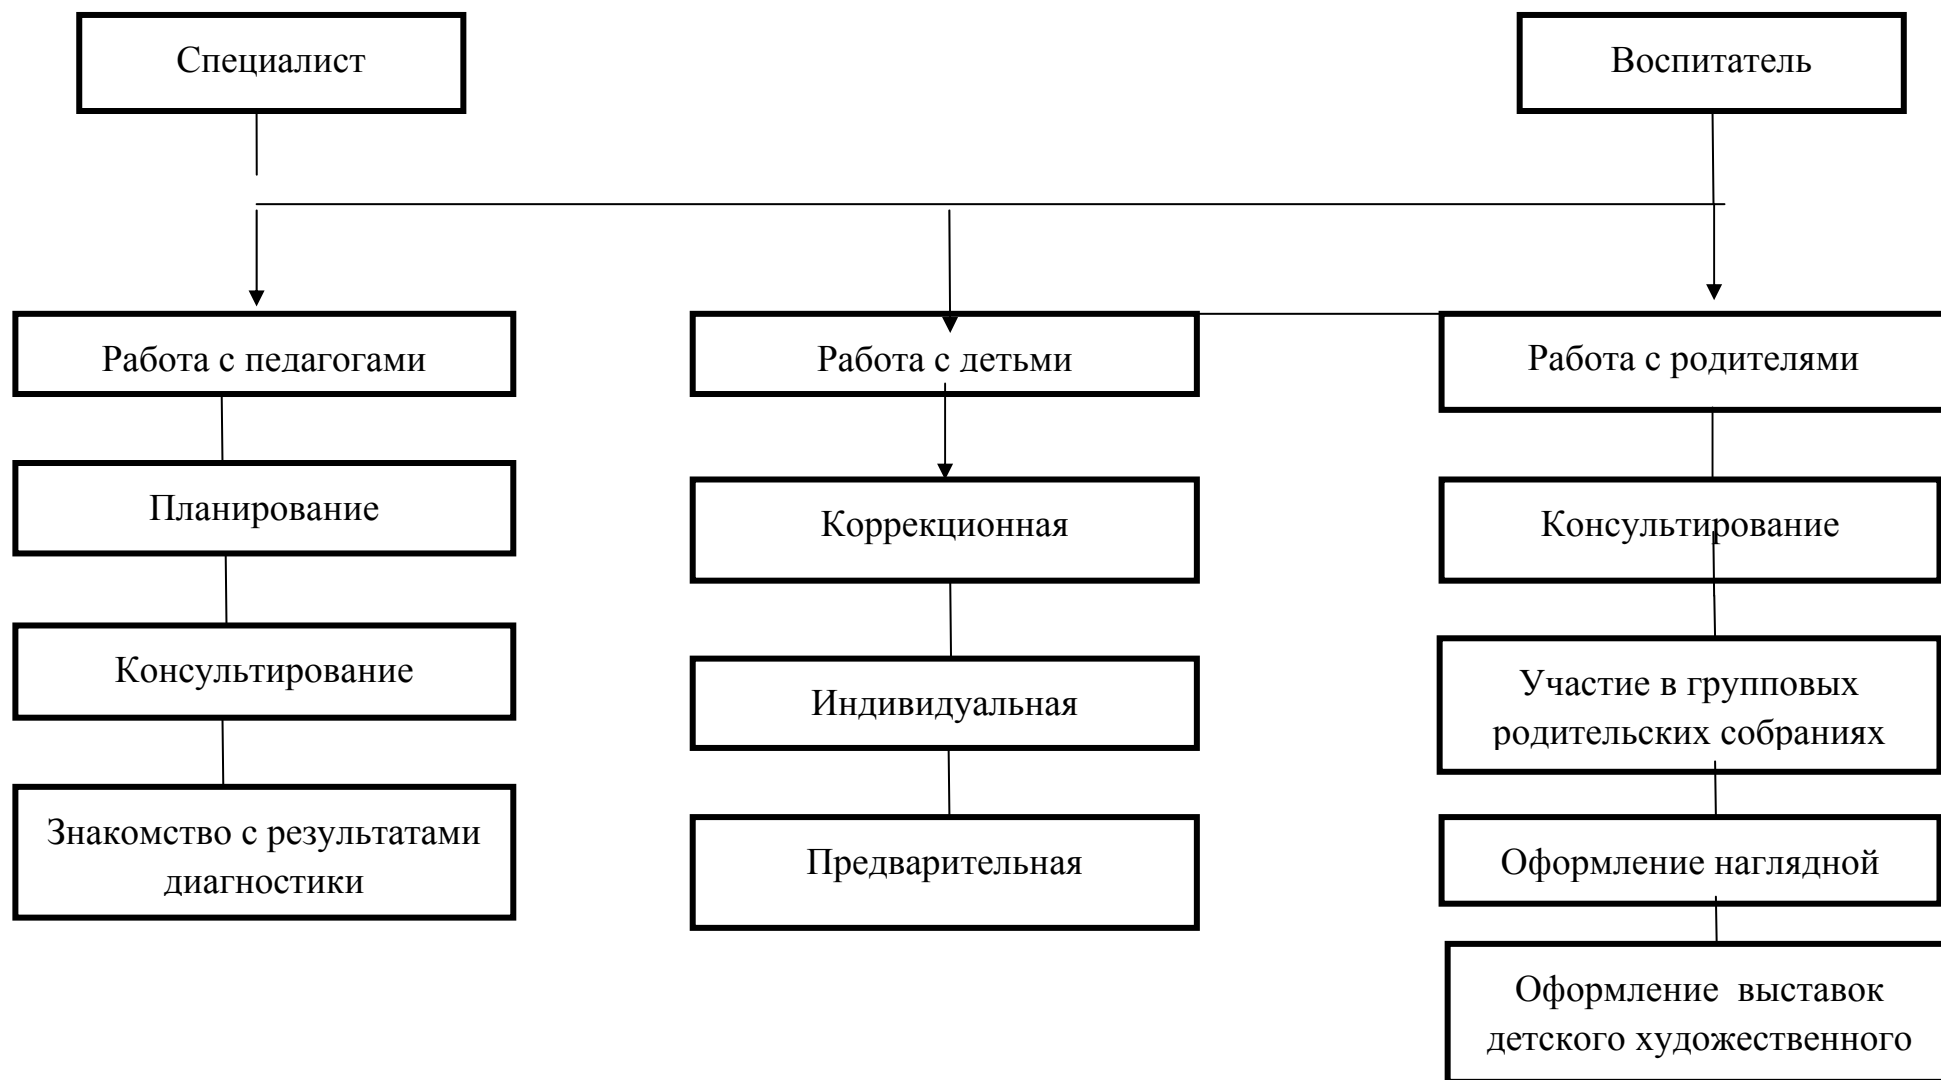 Специалист
Воспитатель
Работа с педагогами
Планирование
Консультирование
Знакомство с результатами
диагностики
Работа с детьми
Коррекционная
Индивидуальная
Предварительная
Работа с родителями
Консультирование
Участие в групповых
родительских собраниях
Оформление наглядной
Оформление выставок
детского художественного